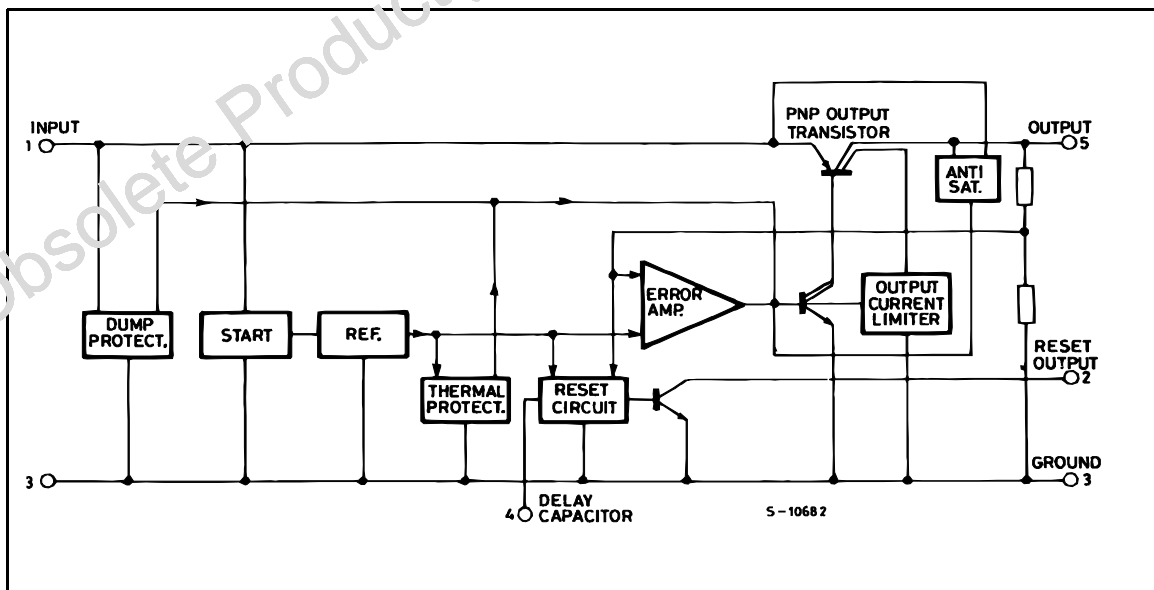 Obsolete Product(
PNP OUTPUT
TRANSISTOR
INPUT
1
OUTPUT
5
ANTI
SAT.
DUMP
PROTECT.
START
REF.
ERROR
AMP.
OUTPUT
CURRENT
LIMITER
THERMAL
PROTECT.
RESET
CIRCUIT
RESET
OUTPUT
2
3
GROUND
3
4
DELAY
CAPACITOR
S-10682